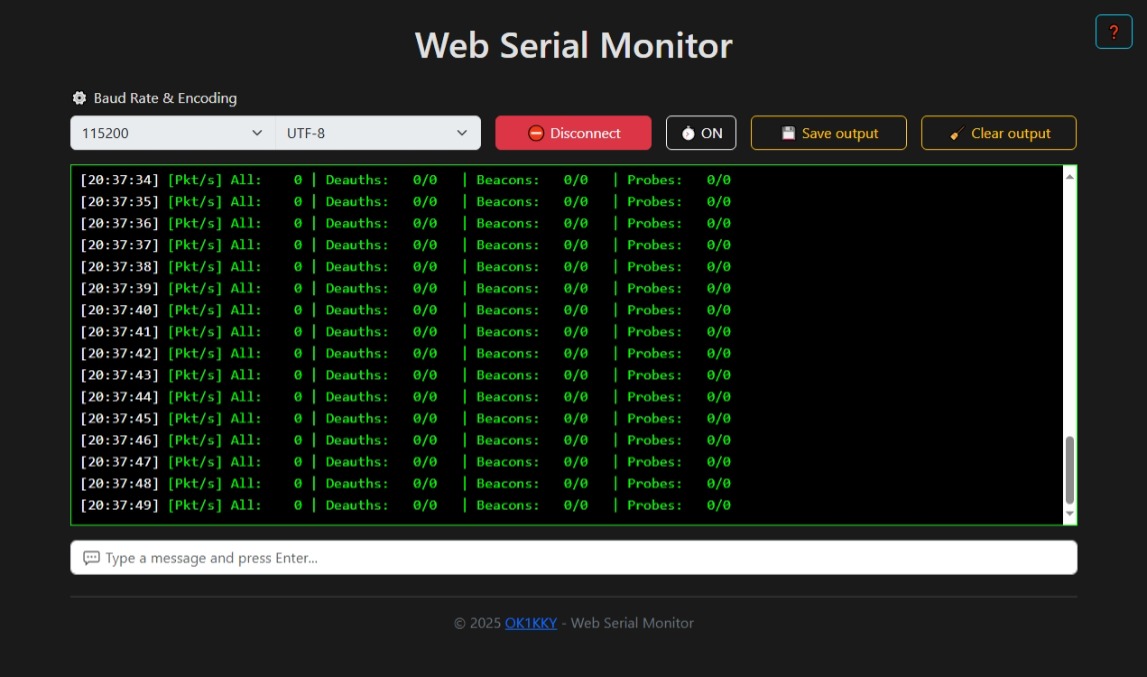 Web Serial Monitor
?
Baud Rate & Encoding
115200 UTF-8 Disconnect ON Save output Clear output
[20:37:34] [Pkt/s] All: 0 | Deauths: 0/0 | Beacons: 0/0 | Probes: 0/0
[20:37:35] [Pkt/s] All: 0 | Deauths: 0/0 | Beacons: 0/0 | Probes: 0/0
[20:37:36] [Pkt/s] All: 0 | Deauths: 0/0 | Beacons: 0/0 | Probes: 0/0
[20:37:37] [Pkt/s] All: 0 | Deauths: 0/0 | Beacons: 0/0 | Probes: 0/0
[20:37:38] [Pkt/s] All: 0 | Deauths: 0/0 | Beacons: 0/0 | Probes: 0/0
[20:37:39] [Pkt/s] All: 0 | Deauths: 0/0 | Beacons: 0/0 | Probes: 0/0
[20:37:40] [Pkt/s] All: 0 | Deauths: 0/0 | Beacons: 0/0 | Probes: 0/0
[20:37:41] [Pkt/s] All: 0 | Deauths: 0/0 | Beacons: 0/0 | Probes: 0/0
[20:37:42] [Pkt/s] All: 0 | Deauths: 0/0 | Beacons: 0/0 | Probes: 0/0
[20:37:43] [Pkt/s] All: 0 | Deauths: 0/0 | Beacons: 0/0 | Probes: 0/0
[20:37:44] [Pkt/s] All: 0 | Deauths: 0/0 | Beacons: 0/0 | Probes: 0/0
[20:37:45] [Pkt/s] All: 0 | Deauths: 0/0 | Beacons: 0/0 | Probes: 0/0
[20:37:46] [Pkt/s] All: 0 | Deauths: 0/0 | Beacons: 0/0 | Probes: 0/0
[20:37:47] [Pkt/s] All: 0 | Deauths: 0/0 | Beacons: 0/0 | Probes: 0/0
[20:37:48] [Pkt/s] All: 0 | Deauths: 0/0 | Beacons: 0/0 | Probes: 0/0
[20:37:49] [Pkt/s] All: 0 | Deauths: 0/0 | Beacons: 0/0 | Probes: 0/0
Type a message and press Enter...
© 2025 OK1KKY - Web Serial Monitor